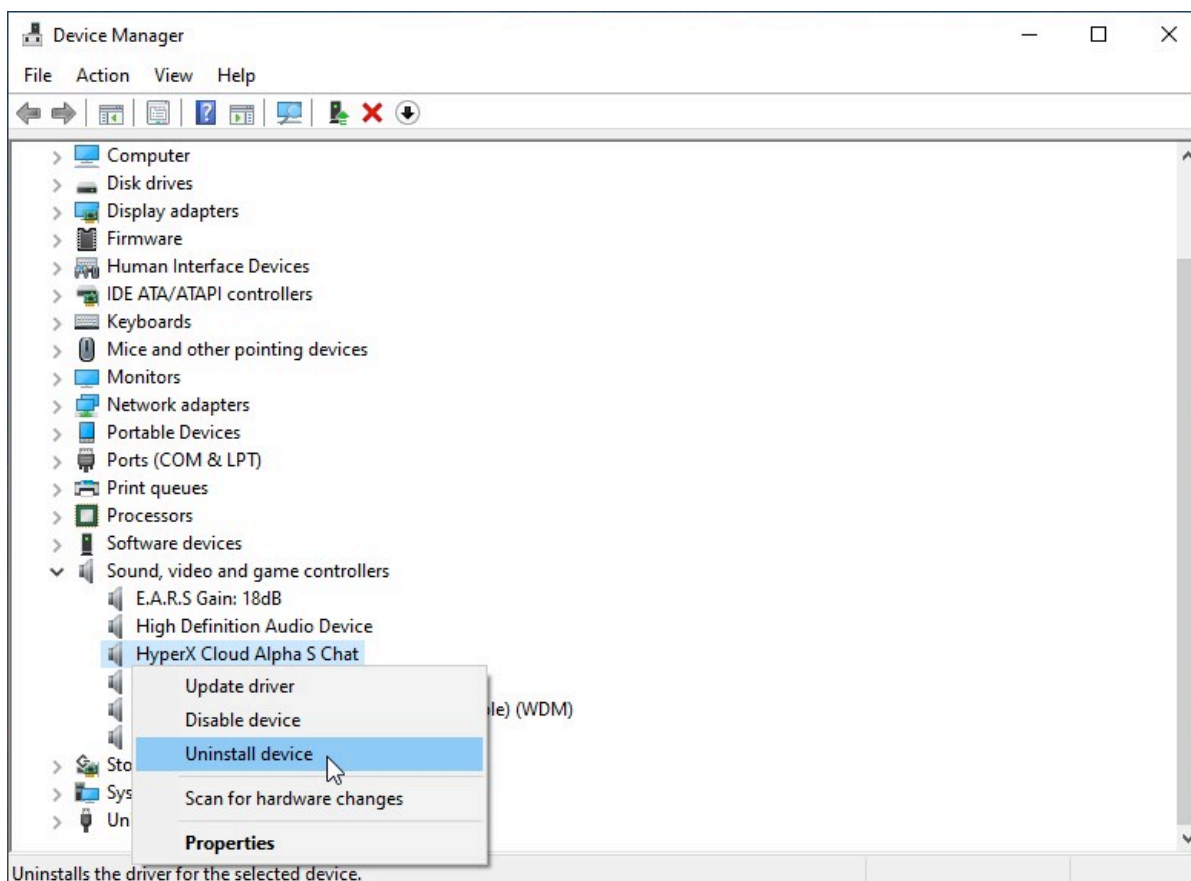 Device Manager
File Action View Help
Computer
Disk drives
Display adapters
Firmware
Human Interface Devices
IDE ATA/ATAPI controllers
Keyboards
Mice and other pointing devices
Monitors
Network adapters
Portable Devices
Ports (COM & LPT)
Print queues
Processors
Software devices
Sound, video and game controllers
E.A.R.S Gain: 18dB
High Definition Audio Device
HyperX Cloud Alpha S Chat
Update driver
(WDM)
Disable device
Uninstall device
Sto
Sys
Scan for hardware changes
Un
Properties
Uninstalls the driver for the selected device.